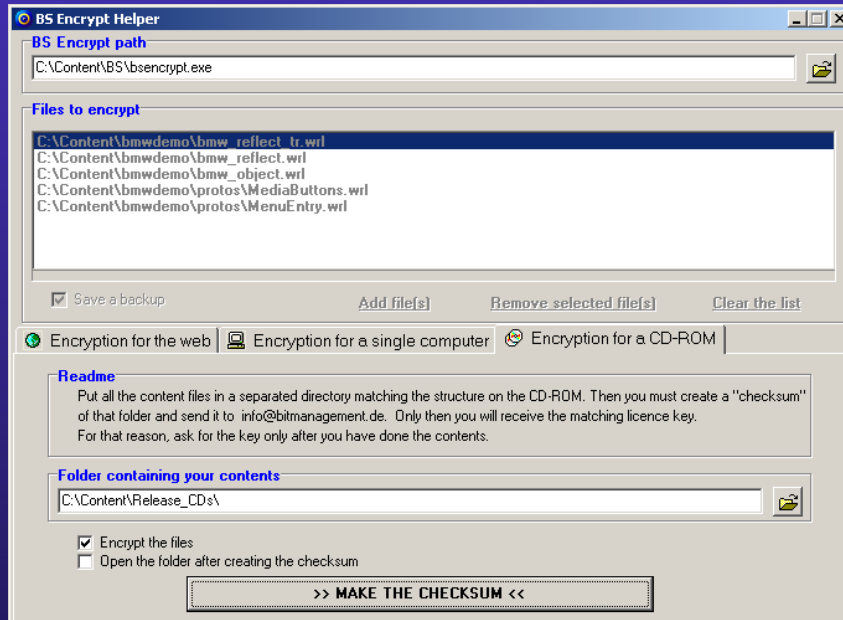 BS Encrypt Helper
BS Encrypt path
C:\Content\BS\bsencrypt.exe
Files to encrypt
C:\Content\bmwdemo\bmw_reflect_tr.wrl
C:\Content\bmwdemo\bmw_reflect.wrl
C:\Content\bmwdemo\bmw_object.wrl
C:\Content\bmwdemo\protos\MediaButtons.wrl
C:\Content\bmwdemo\protos\MenuEntry.wrl
Save a backup Add file(s) Remove selected file(s) Clear the list
Encryption for the web Encryption for a single computer Encryption for a CD-ROM
Readme
Put all the content files in a separated directory matching the structure on the CD-ROM. Then you must create a "checksum"
of that folder and send it to info@bitmanagement.de. Only then you will receive the matching licence key.
For that reason, ask for the key only after you have done the contents.
Folder containing your contents
C:\Content\Release_CDs\
Encrypt the files
Open the folder after creating the checksum
>> MAKE THE CHECKSUM <<